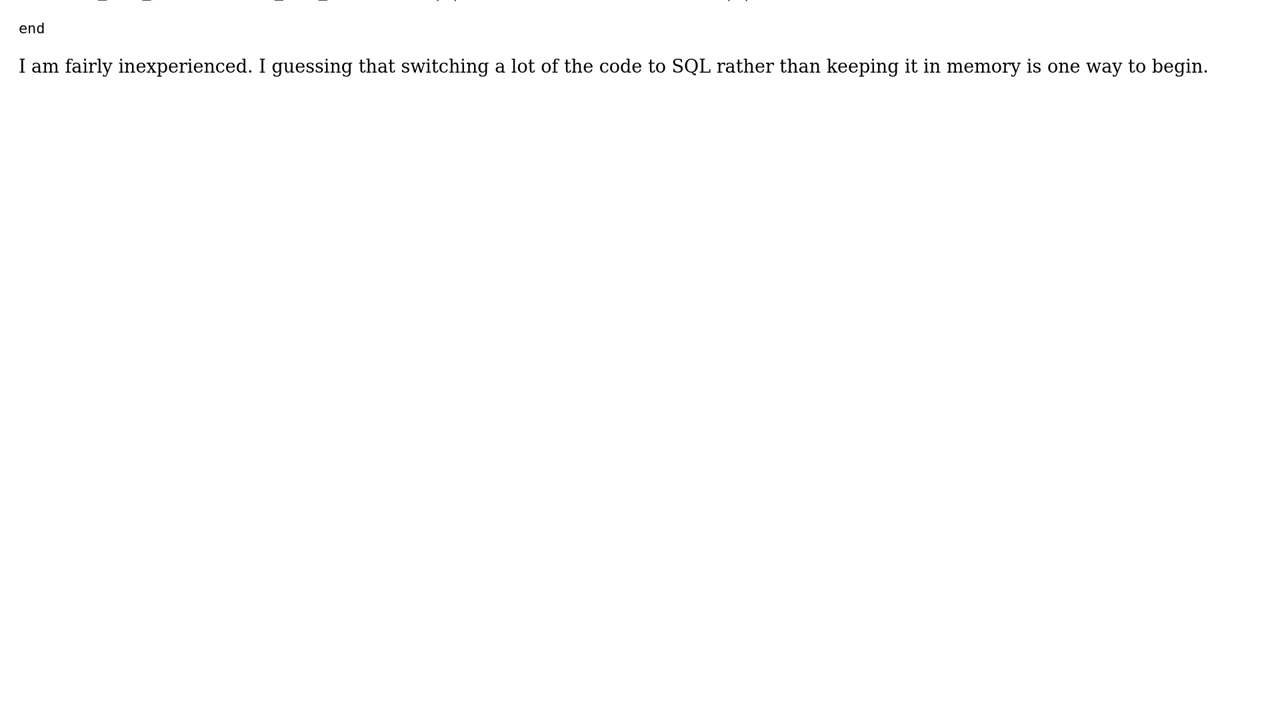 end
I am fairly inexperienced. I guessing that switching a lot of the code to SQL rather than keeping it in memory is one way to begin.